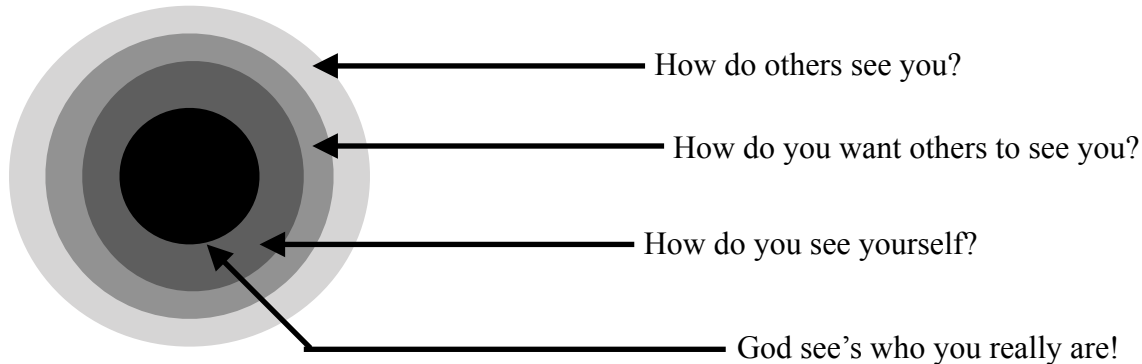 How do others see you?
How do you want others to see you?
How do you see yourself?
God see’s who you really are!